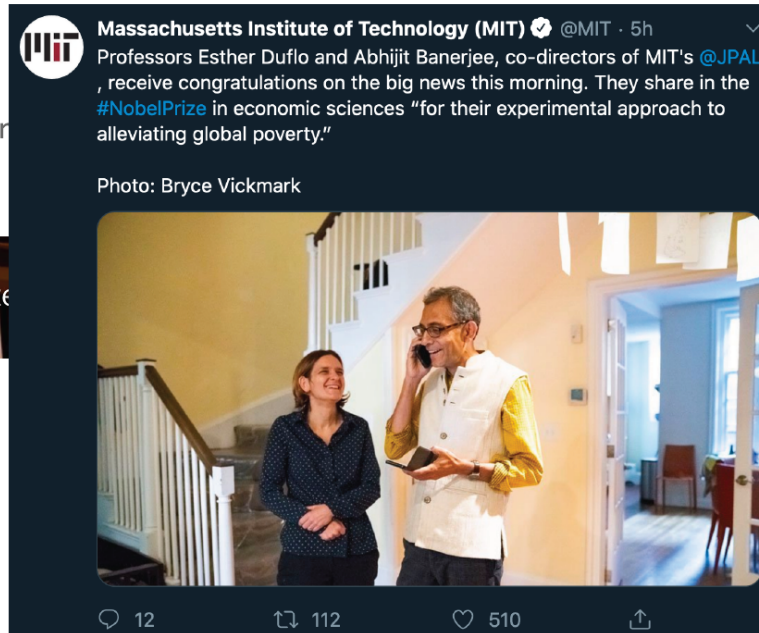 Massachusetts Institute of Technology (MIT) @MIT · 5h
Professors Esther Duflo and Abhijit Banerjee, co-directors of MIT's @JPAL
, receive congratulations on the big news this morning. They share in the
#NobelPrize in economic sciences “for their experimental approach to
alleviating global poverty.”
Photo: Bryce Vickmark
12 112 510